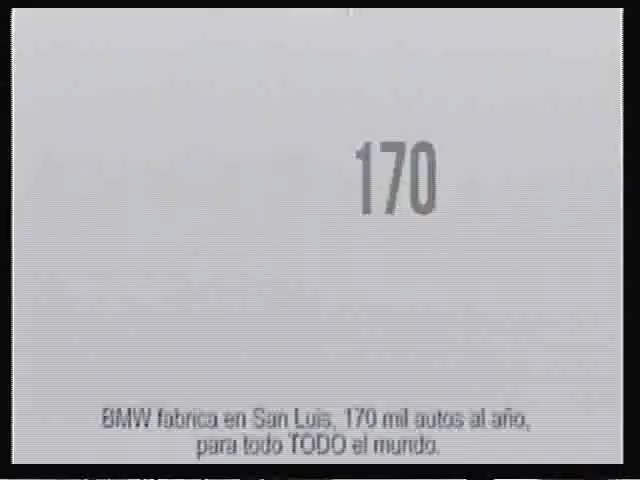 170
BMW fabrica en San Luis, 170 mil autos al año,
para todo TODO el mundo.